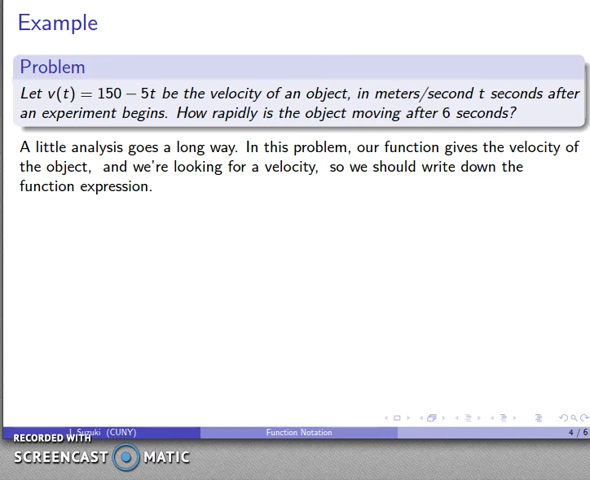 Example
Problem
Let v(t) = 150 − 5t be the velocity of an object, in meters/second t seconds after
an experiment begins. How rapidly is the object moving after 6 seconds?
A little analysis goes a long way. In this problem, our function gives the velocity of
the object, and we're looking for a velocity, so we should write down the
function expression.
J. Suzuki (CUNY) Function Notation 4 / 6
RECORDED WITH
SCREENCAST MATIC